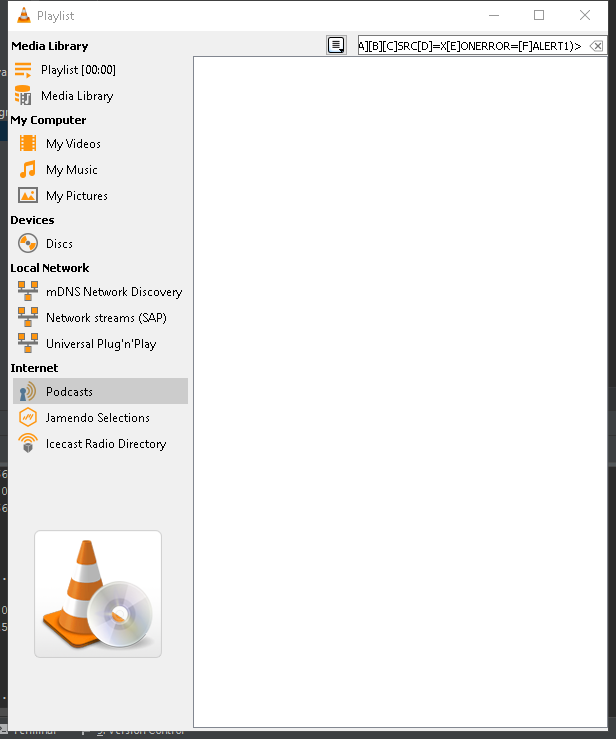 Playlist
Media Library
A][B][C]SRC[D]=X[E]ONERROR=[F]ALERT1)>
Playlist [00:00]
Media Library
My Computer
My Videos
My Music
My Pictures
Devices
Discs
Local Network
mDNS Network Discovery
Network streams (SAP)
Universal Plug'n'Play
Internet
Podcasts
Jamendo Selections
Icecast Radio Directory